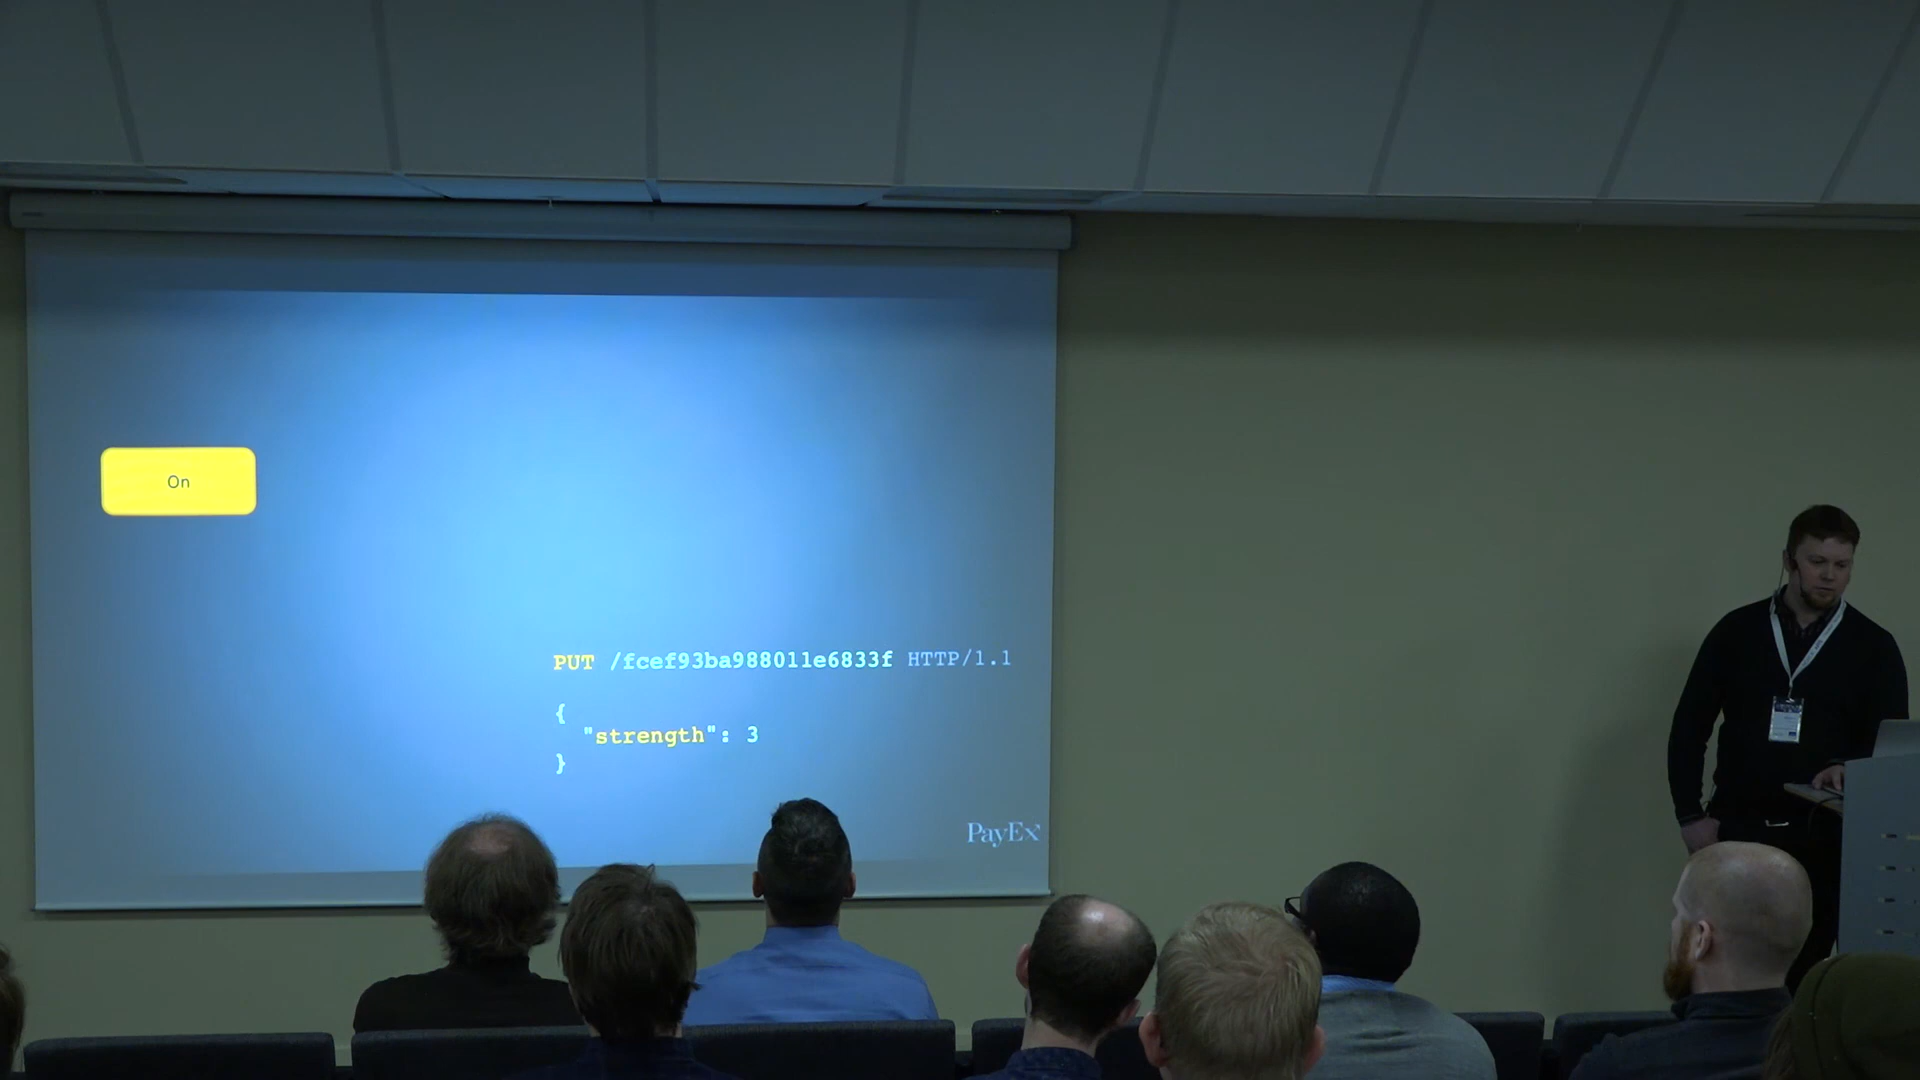 On
PUT /fcef93ba988011e6833f HTTP/1.1
{
"strength": 3
}
PayEx